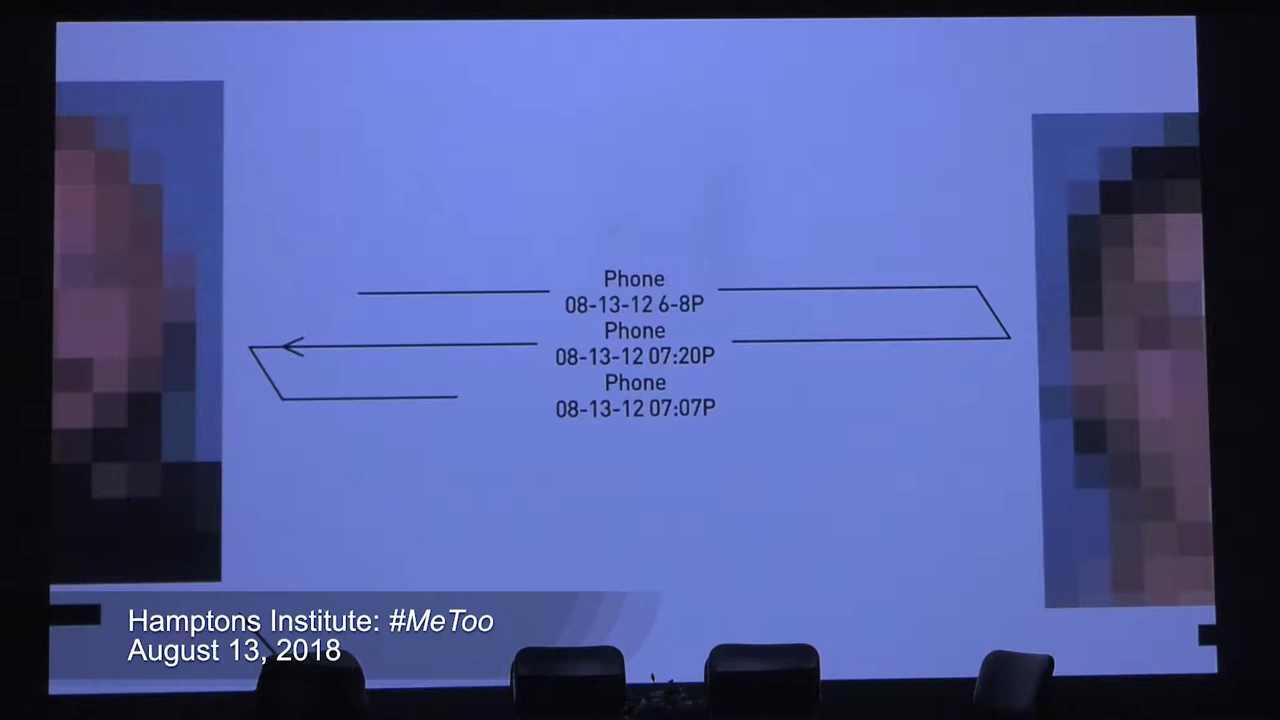 Phone
08-13-12 6-8P
Phone
08-13-12 07:20P
Phone
08-13-12 07:07P
Hamptons Institute: #MeToo
August 13, 2018